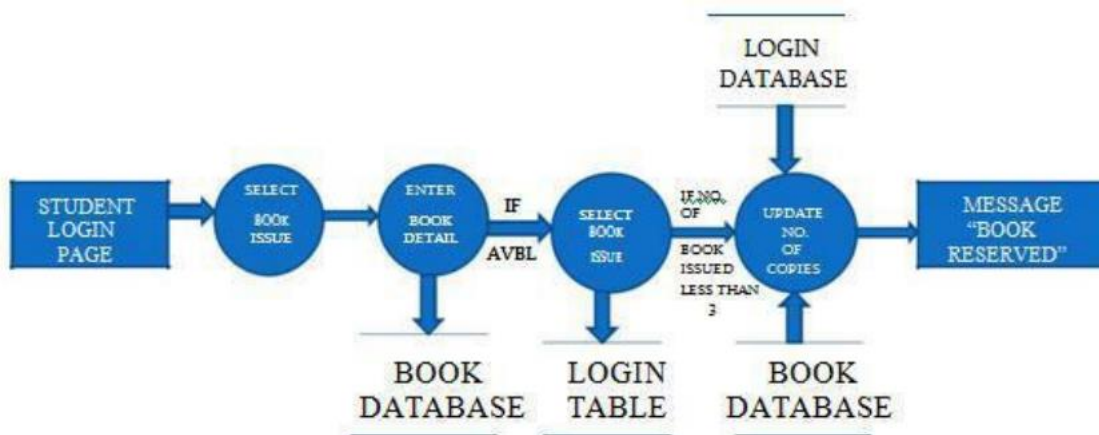 LOGIN
DATABASE
STUDENT
LOGIN
PAGE
SELECT
BOOK
ISSUE
ENTER
BOOK
DETAIL
IF
AVBL
SELECT
BOOK
ISSUE
IF NO.
OF
BOOK
ISSUED
LESS THAN
3
UPDATE
NO.
OF
COPIES
MESSAGE
“BOOK
RESERVED”
BOOK
DATABASE
LOGIN
TABLE
BOOK
DATABASE